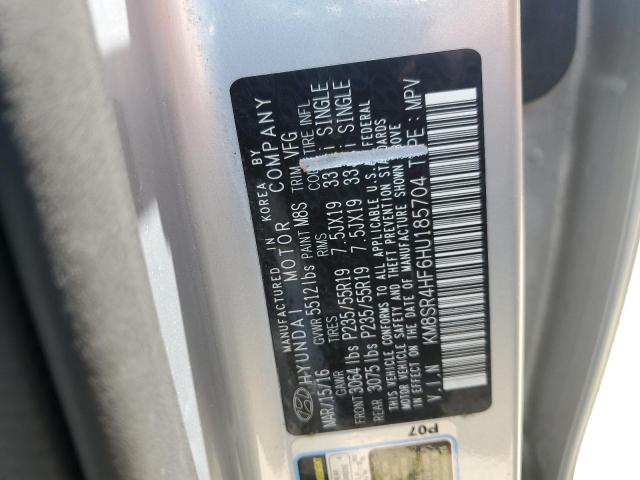 MANUFACTURED IN KOREA BY
HYUNDAI MOTOR COMPANY
MAR/15/16 GVWR 5512 lbs PAINT M8S TRIM VFG
GAWR TIRES RIMS TIRE INFL
FRONT 3064 lbs P235/55R19 7.5JX19 33 SINGLE
REAR 3075 lbs P235/55R19 7.5JX19 33 SINGLE
THIS VEHICLE CONFORMS TO ALL APPLICABLE U.S. FEDERAL
MOTOR VEHICLE SAFETY AND THEFT PREVENTION STANDARDS
IN EFFECT ON THE DATE OF MANUFACTURE SHOWN ABOVE
V.I.N KM8SR4HF6HU185704 TYPE : MPV
P07